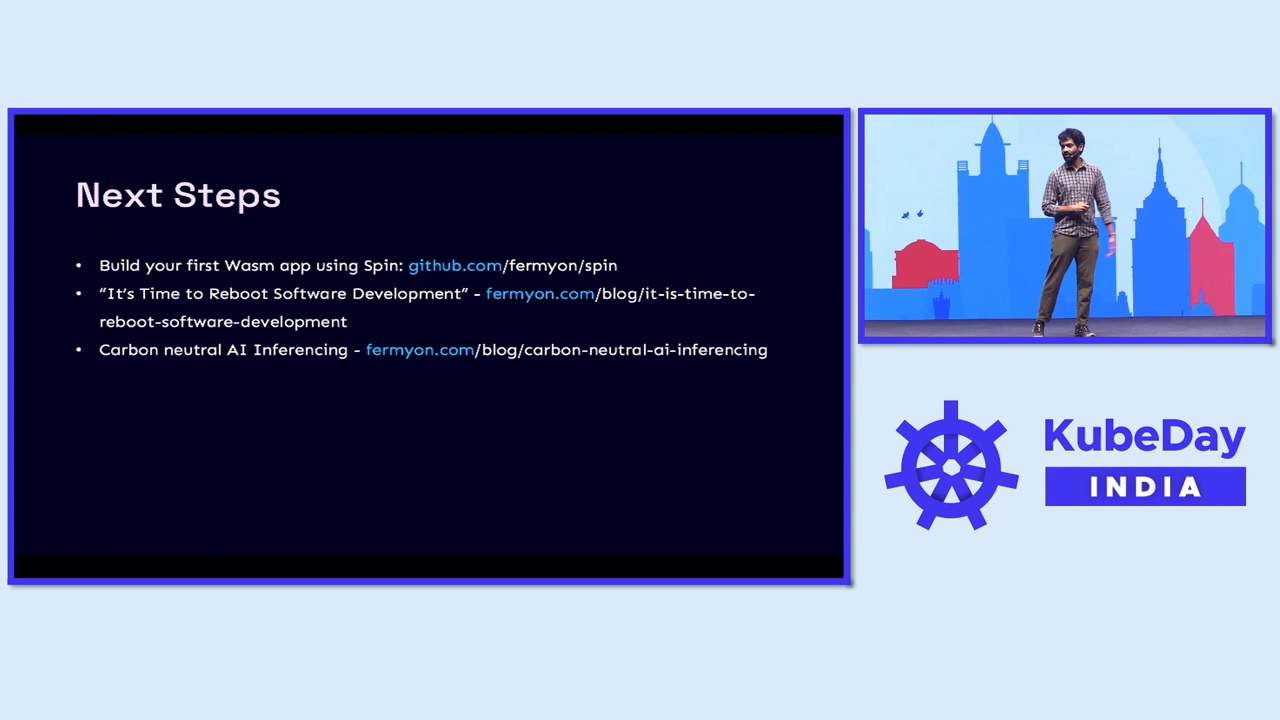 Next Steps
• Build your first Wasm app using Spin: github.com/fermyon/spin
• “It’s Time to Reboot Software Development” - fermyon.com/blog/it-is-time-to-
reboot-software-development
• Carbon neutral AI Inferencing - fermyon.com/blog/carbon-neutral-ai-inferencing
KubeDay
INDIA